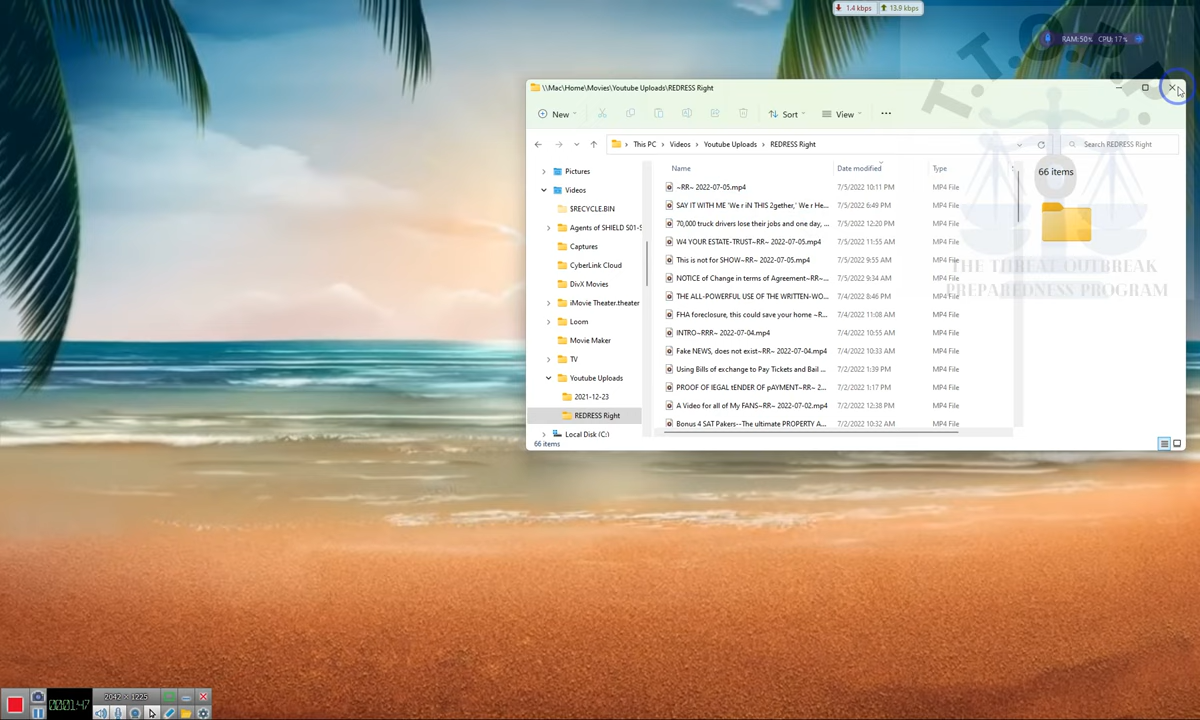 1.4 kbps 13.9 kbps
T.T.O.P.P.
RAM:50% CPU:17%
\\Mac\Home\Movies\Youtube Uploads\REDRESS Right
New Sort View
This PC Videos Youtube Uploads REDRESS Right Search REDRESS Right
Name Date modified Type
66 items
Pictures
Videos
$RECYCLE.BIN
Agents of SHIELD S01-S
Captures
CyberLink Cloud
DivX Movies
iMovie Theater.theater
Loom
Movie Maker
TV
Youtube Uploads
2021-12-23
REDRESS Right
Local Disk (C:)
~RR~ 2022-07-05.mp4 7/5/2022 10:11 PM MP4 File
SAY IT WITH ME 'We r iN THIS 2gether,' We r He... 7/5/2022 6:49 PM MP4 File
70,000 truck drivers lose their jobs and one day, ... 7/5/2022 12:20 PM MP4 File
W4 YOUR ESTATE-TRUST~RR~ 2022-07-05.mp4 7/5/2022 11:55 AM MP4 File
This is not for SHOW~RR~ 2022-07-05.mp4 7/5/2022 9:55 AM MP4 File
NOTICE of Change in terms of Agreement~RR~... 7/5/2022 9:34 AM MP4 File
THE ALL-POWERFUL USE OF THE WRITTEN-WO... 7/4/2022 8:46 PM MP4 File
FHA foreclosure, this could save your home ~R... 7/4/2022 11:08 AM MP4 File
INTRO~RRR~ 2022-07-04.mp4 7/4/2022 10:55 AM MP4 File
Fake NEWS, does not exist~RR~ 2022-07-04.mp4 7/4/2022 10:33 AM MP4 File
Using Bills of exchange to Pay Tickets and Bail ... 7/2/2022 1:39 PM MP4 File
PROOF OF lEGAL tENDER OF pAYMENT~RR~ 2... 7/2/2022 1:17 PM MP4 File
A Video for all of My FANS~RR~ 2022-07-02.mp4 7/2/2022 12:38 PM MP4 File
Bonus 4 SAT Pakers--The ultimate PROPERTY A... 7/2/2022 10:32 AM MP4 File
THE THREAT OUTBREAK
PREPAREDNESS PROGRAM
66 items
2042 × 1225